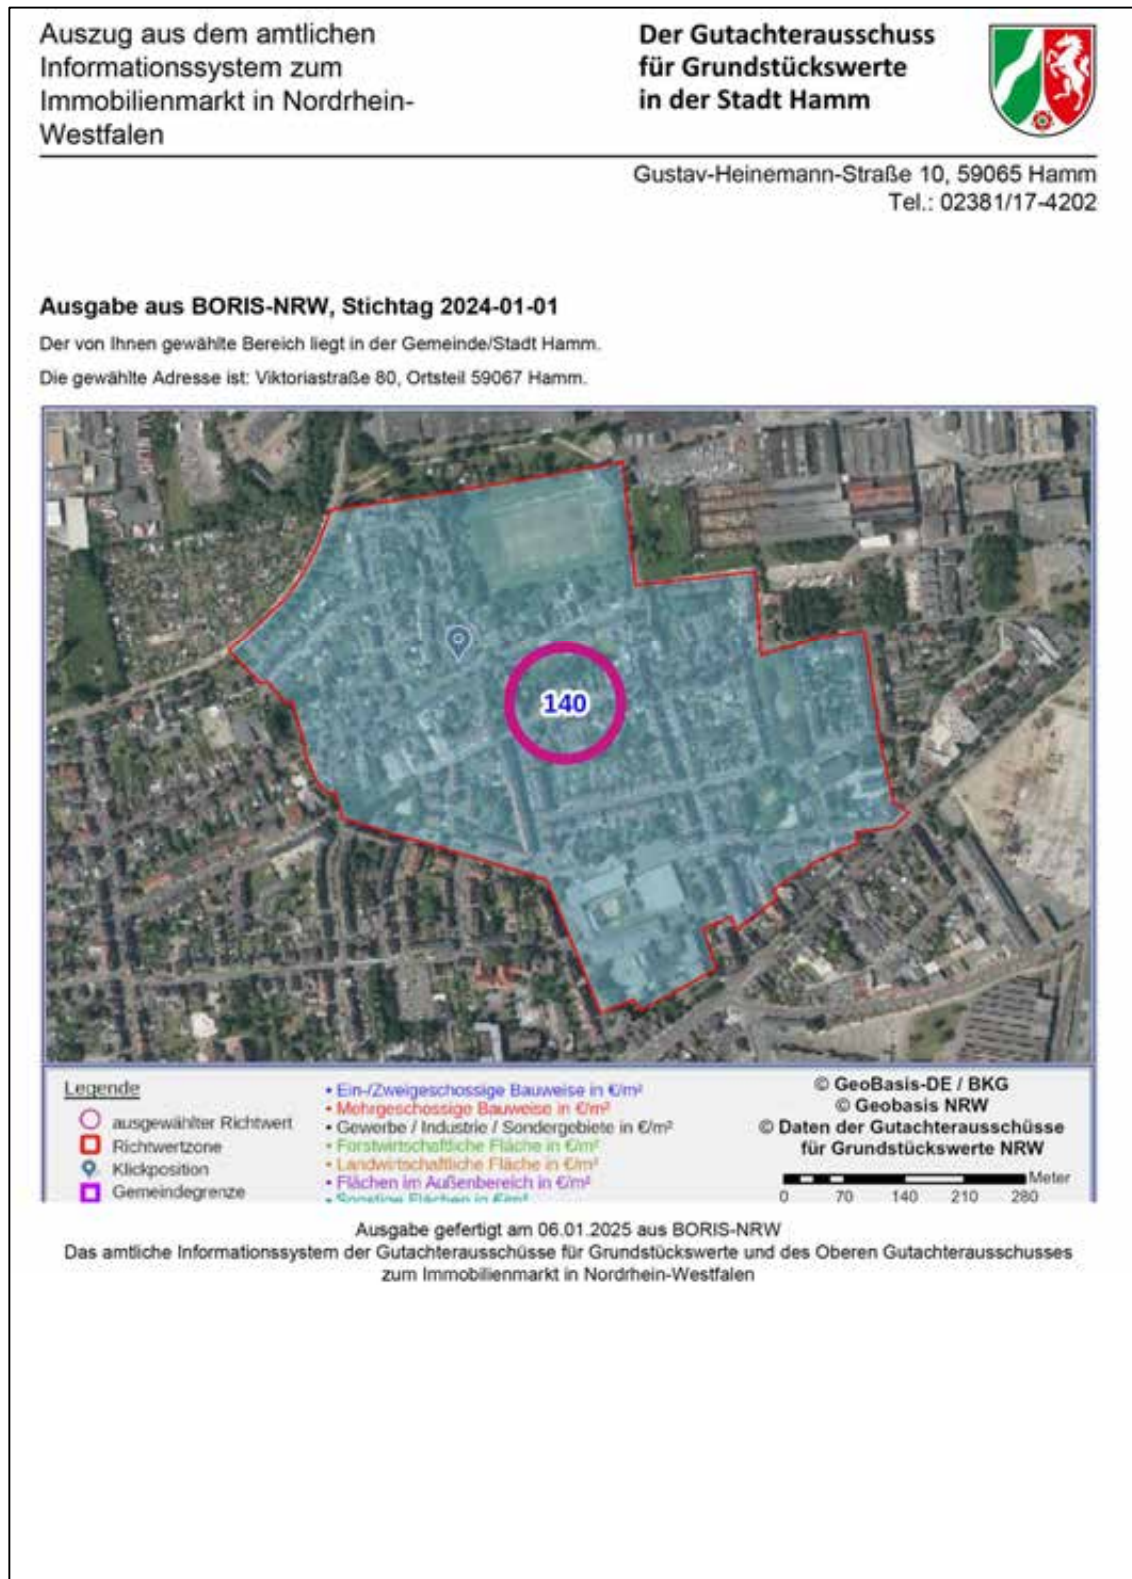 Auszug aus dem amtlichen
Informationssystem zum
Immobilienmarkt in Nordrhein-
Westfalen
Der Gutachterausschuss
für Grundstückswerte
in der Stadt Hamm
Gustav-Heinemann-Straße 10, 59065 Hamm
Tel.: 02381/17-4202
Ausgabe aus BORIS-NRW, Stichtag 2024-01-01
Der von Ihnen gewählte Bereich liegt in der Gemeinde/Stadt Hamm.
Die gewählte Adresse ist: Viktoriastraße 80, Ortsteil 59067 Hamm.
140
Legende
ausgewählter Richtwert
Richtwertzone
Klickposition
Gemeindegrenze
• Ein-/Zweigeschossige Bauweise in €/m²
• Mehrgeschossige Bauweise in €/m²
• Gewerbe / Industrie / Sondergebiete in €/m²
• Forstwirtschaftliche Fläche in €/m²
• Landwirtschaftliche Fläche in €/m²
• Flächen im Außenbereich in €/m²
• Sonstige Flächen in €/m²
© GeoBasis-DE / BKG
© Geobasis NRW
© Daten der Gutachterausschüsse
für Grundstückswerte NRW
Meter
0 70 140 210 280
Ausgabe gefertigt am 06.01.2025 aus BORIS-NRW
Das amtliche Informationssystem der Gutachterausschüsse für Grundstückswerte und des Oberen Gutachterausschusses
zum Immobilienmarkt in Nordrhein-Westfalen